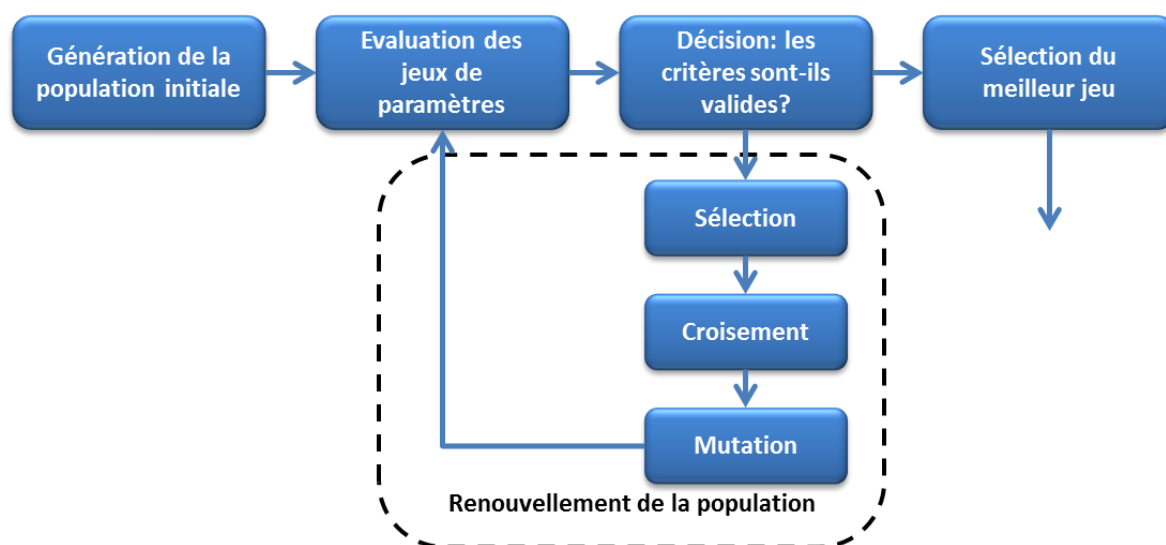 Génération de la
population initiale
Evaluation des
jeux de
paramètres
Décision: les
critères sont-ils
valides?
Sélection du
meilleur jeu
Sélection
Croisement
Mutation
Renouvellement de la population